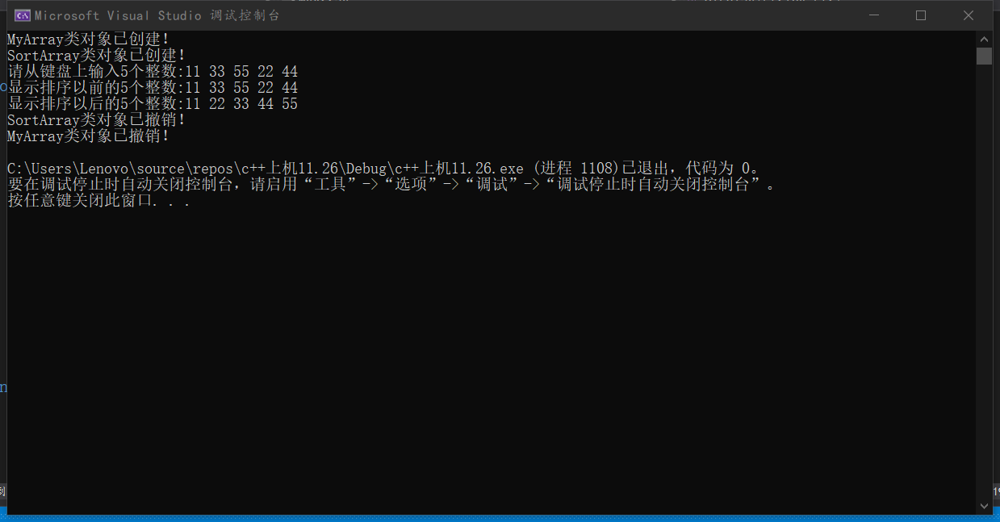 Microsoft Visual Studio 调试控制台
MyArray类对象已创建!
SortArray类对象已创建!
请从键盘上输入5个整数:11 33 55 22 44
显示排序以前的5个整数:11 33 55 22 44
显示排序以后的5个整数:11 22 33 44 55
SortArray类对象已撤销!
MyArray类对象已撤销!
C:\Users\Lenovo\source\repos\c++上机11.26\Debug\c++上机11.26.exe (进程 1108)已退出，代码为 0。
要在调试停止时自动关闭控制台，请启用“工具”->“选项”->“调试”->“调试停止时自动关闭控制台”。
按任意键关闭此窗口. . .